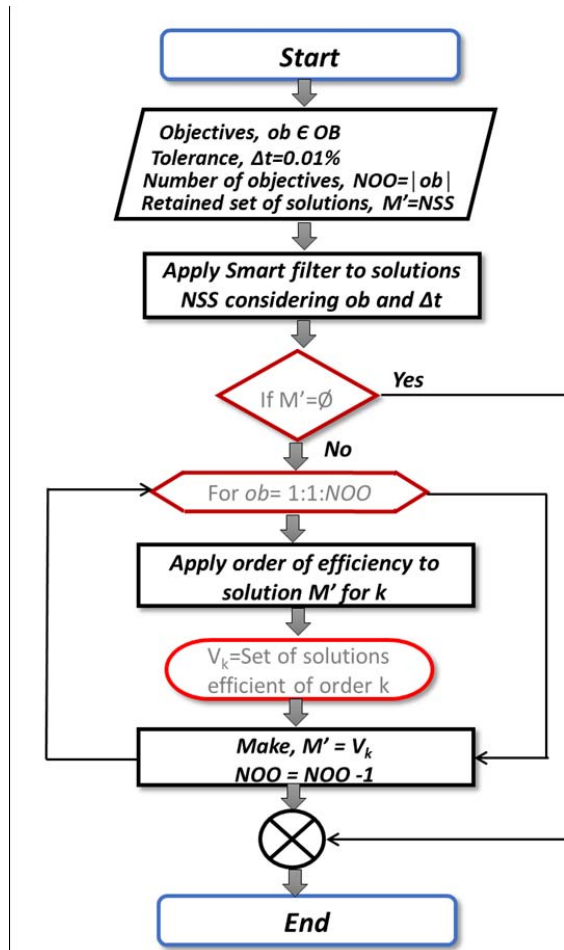 Start
Objectives, ob Є OB
Tolerance, Δt=0.01%
Number of objectives, NOO=|ob|
Retained set of solutions, M’=NSS
Apply Smart filter to solutions
NSS considering ob and Δt
If M’=Ø
Yes
No
For ob= 1:1:NOO
Apply order of efficiency to
solution M’ for k
Vk=Set of solutions
efficient of order k
Make, M’ = Vk
NOO = NOO -1
End